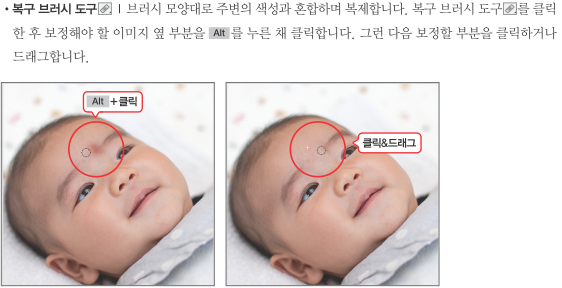 • 복구 브러시 도구 | 브러시 모양대로 주변의 색성과 혼합하며 복제합니다. 복구 브러시 도구를 클릭
한 후 보정해야 할 이미지 옆 부분을 Alt 를 누른 채 클릭합니다. 그런 다음 보정할 부분을 클릭하거나
드래그합니다.
Alt +클릭
클릭&드래그